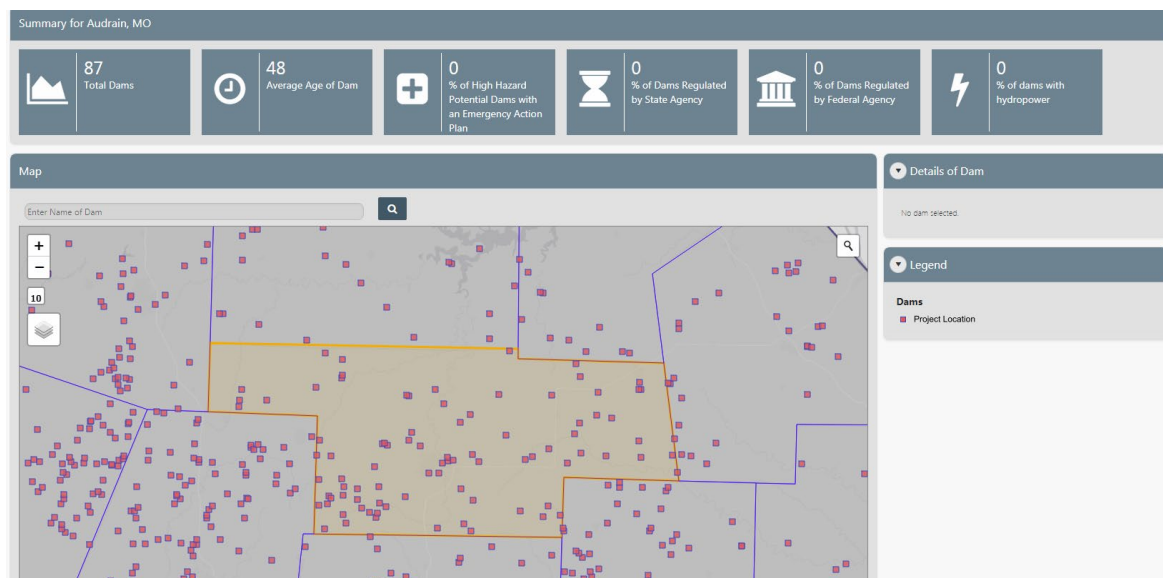 Summary for Audrain, MO
87
Total Dams
48
Average Age of Dam
0
% of High Hazard
Potential Dams with
an Emergency Action
Plan
0
% of Dams Regulated
by State Agency
0
% of Dams Regulated
by Federal Agency
0
% of dams with
hydropower
Map
Enter Name of Dam
+
−
10
Details of Dam
No dam selected.
Legend
Dams
Project Location